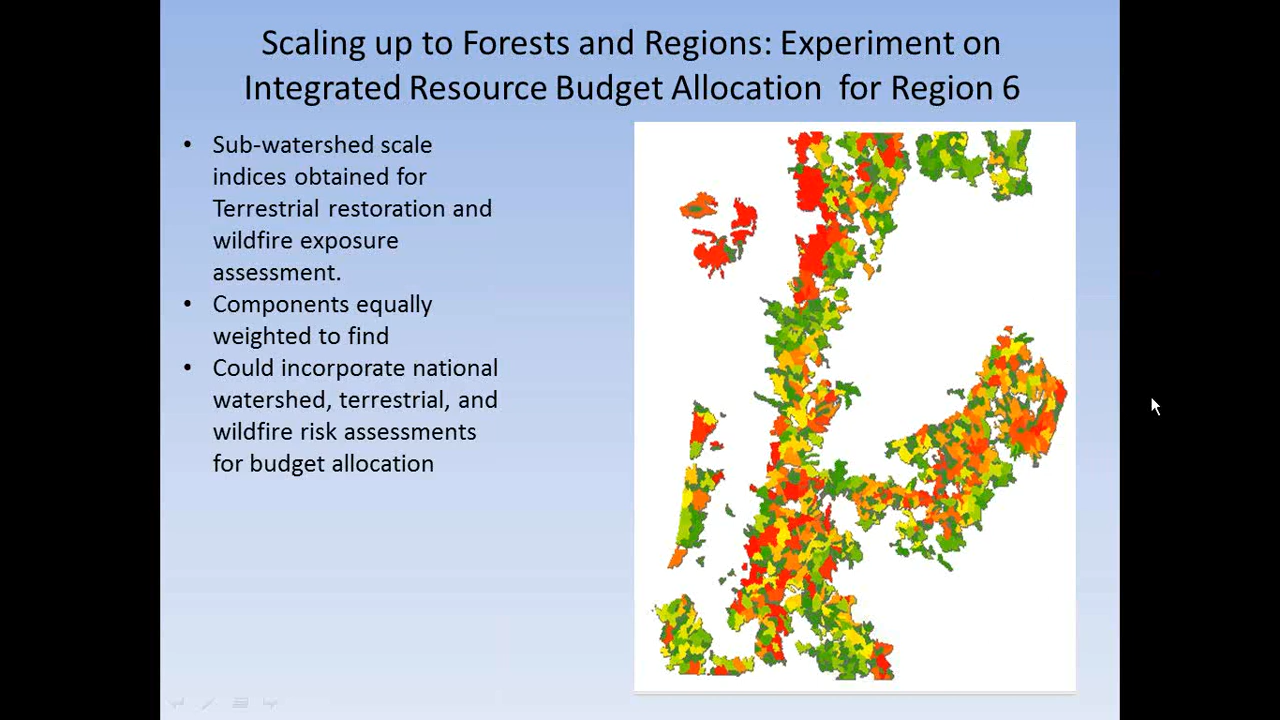 Scaling up to Forests and Regions: Experiment on
Integrated Resource Budget Allocation for Region 6
• Sub-watershed scale
indices obtained for
Terrestrial restoration and
wildfire exposure
assessment.
• Components equally
weighted to find
• Could incorporate national
watershed, terrestrial, and
wildfire risk assessments
for budget allocation